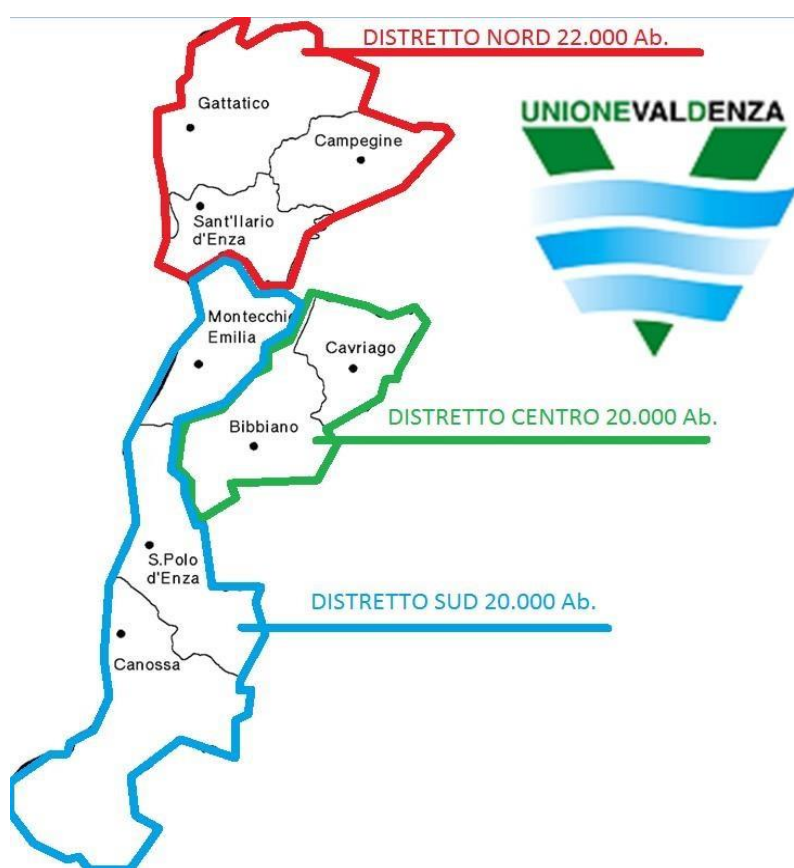 DISTRETTO NORD 22.000 Ab.
UNIONEVALDENZA
Gattatico
Campegine
Sant'Ilario
d'Enza
Montecchio
Emilia
Cavriago
DISTRETTO CENTRO 20.000 Ab.
Bibbiano
S.Polo
d'Enza
DISTRETTO SUD 20.000 Ab.
Canossa